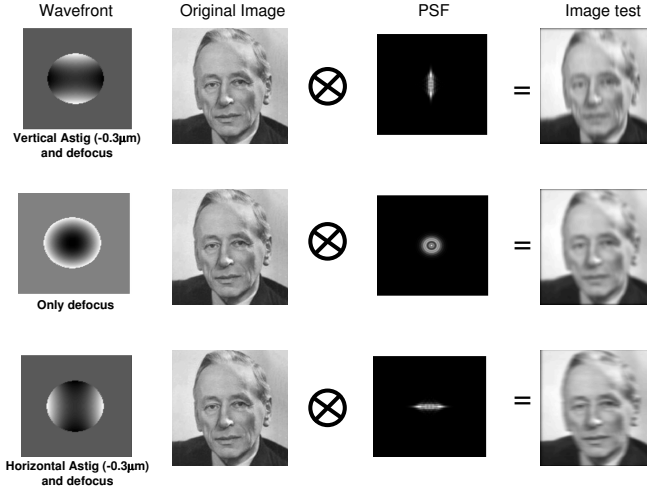 Wavefront Original Image PSF Image test
=
Vertical Astig (-0.3μm)
and defocus
=
Only defocus
=
Horizontal Astig (-0.3μm)
and defocus